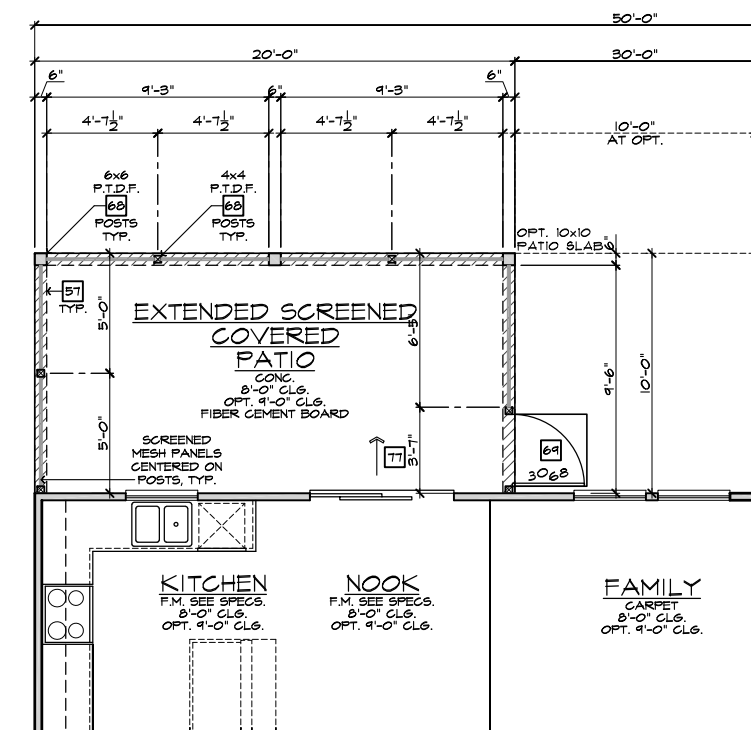 50'-0"
20'-0"
30'-0"
6"
9'-3"
6"
9'-3"
6"
4'-7½"
4'-7½"
4'-7½"
4'-7½"
10'-0"
AT OPT.
6x6
P.T.D.F.
68
POSTS
TYP.
4x4
P.T.D.F.
68
POSTS
TYP.
OPT. 10x10
PATIO SLAB
6"
57
TYP.
5'-0"
EXTENDED SCREENED
COVERED
PATIO
CONC.
8'-0" CLG.
OPT. 9'-0" CLG.
FIBER CEMENT BOARD
6'-5"
9'-6"
10'-0"
5'-0"
SCREENED
MESH PANELS
CENTERED ON
POSTS, TYP.
77
3'-7"
69
3068
KITCHEN
F.M. SEE SPECS.
8'-0" CLG.
OPT. 9'-0" CLG.
NOOK
F.M. SEE SPECS.
8'-0" CLG.
OPT. 9'-0" CLG.
FAMILY
CARPET
8'-0" CLG.
OPT. 9'-0" CLG.